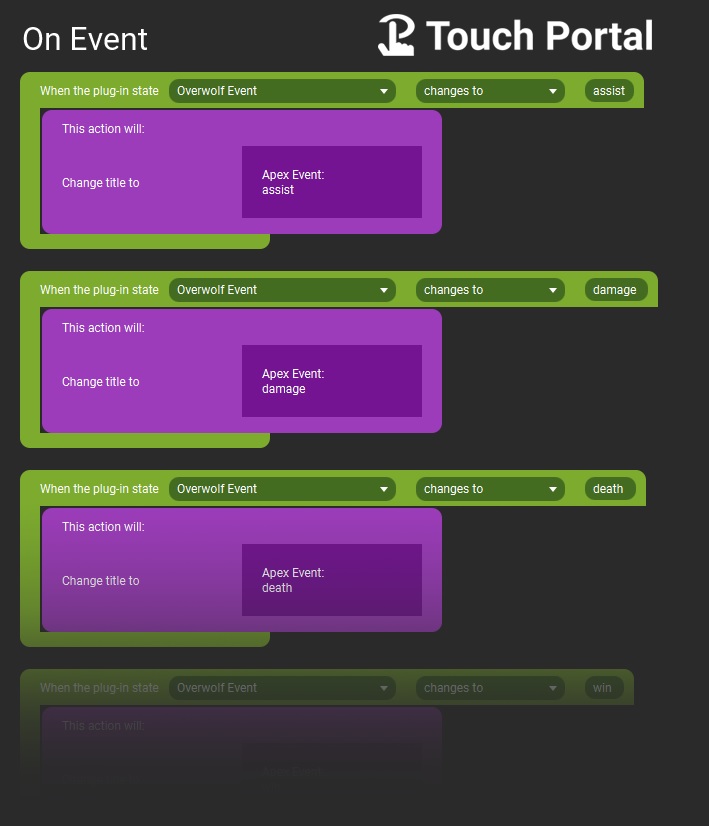 On Event
Touch Portal
When the plug-in state Overwolf Event changes to assist
This action will:
Change title to
Apex Event:
assist
When the plug-in state Overwolf Event changes to damage
This action will:
Change title to
Apex Event:
damage
When the plug-in state Overwolf Event changes to death
This action will:
Change title to
Apex Event:
death
When the plug-in state Overwolf Event changes to win
This action will:
Apex Event: